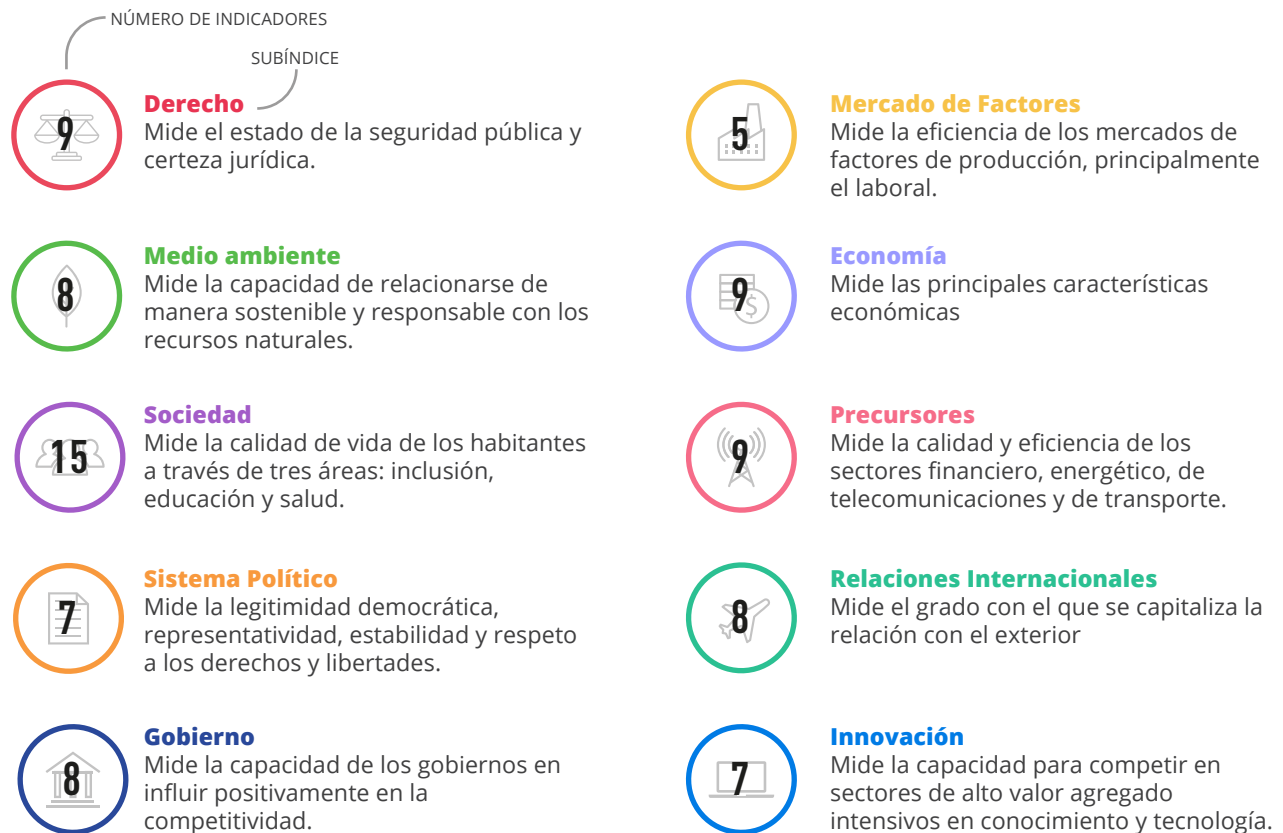 NÚMERO DE INDICADORES
SUBÍNDICE
9
Derecho
Mide el estado de la seguridad pública y
certeza jurídica.
8
Medio ambiente
Mide la capacidad de relacionarse de
manera sostenible y responsable con los
recursos naturales.
15
Sociedad
Mide la calidad de vida de los habitantes
a través de tres áreas: inclusión,
educación y salud.
7
Sistema Político
Mide la legitimidad democrática,
representatividad, estabilidad y respeto
a los derechos y libertades.
8
Gobierno
Mide la capacidad de los gobiernos en
influir positivamente en la
competitividad.
5
Mercado de Factores
Mide la eficiencia de los mercados de
factores de producción, principalmente
el laboral.
9
Economía
Mide las principales características
económicas
9
Precursores
Mide la calidad y eficiencia de los
sectores financiero, energético, de
telecomunicaciones y de transporte.
8
Relaciones Internacionales
Mide el grado con el que se capitaliza la
relación con el exterior
7
Innovación
Mide la capacidad para competir en
sectores de alto valor agregado
intensivos en conocimiento y tecnología.